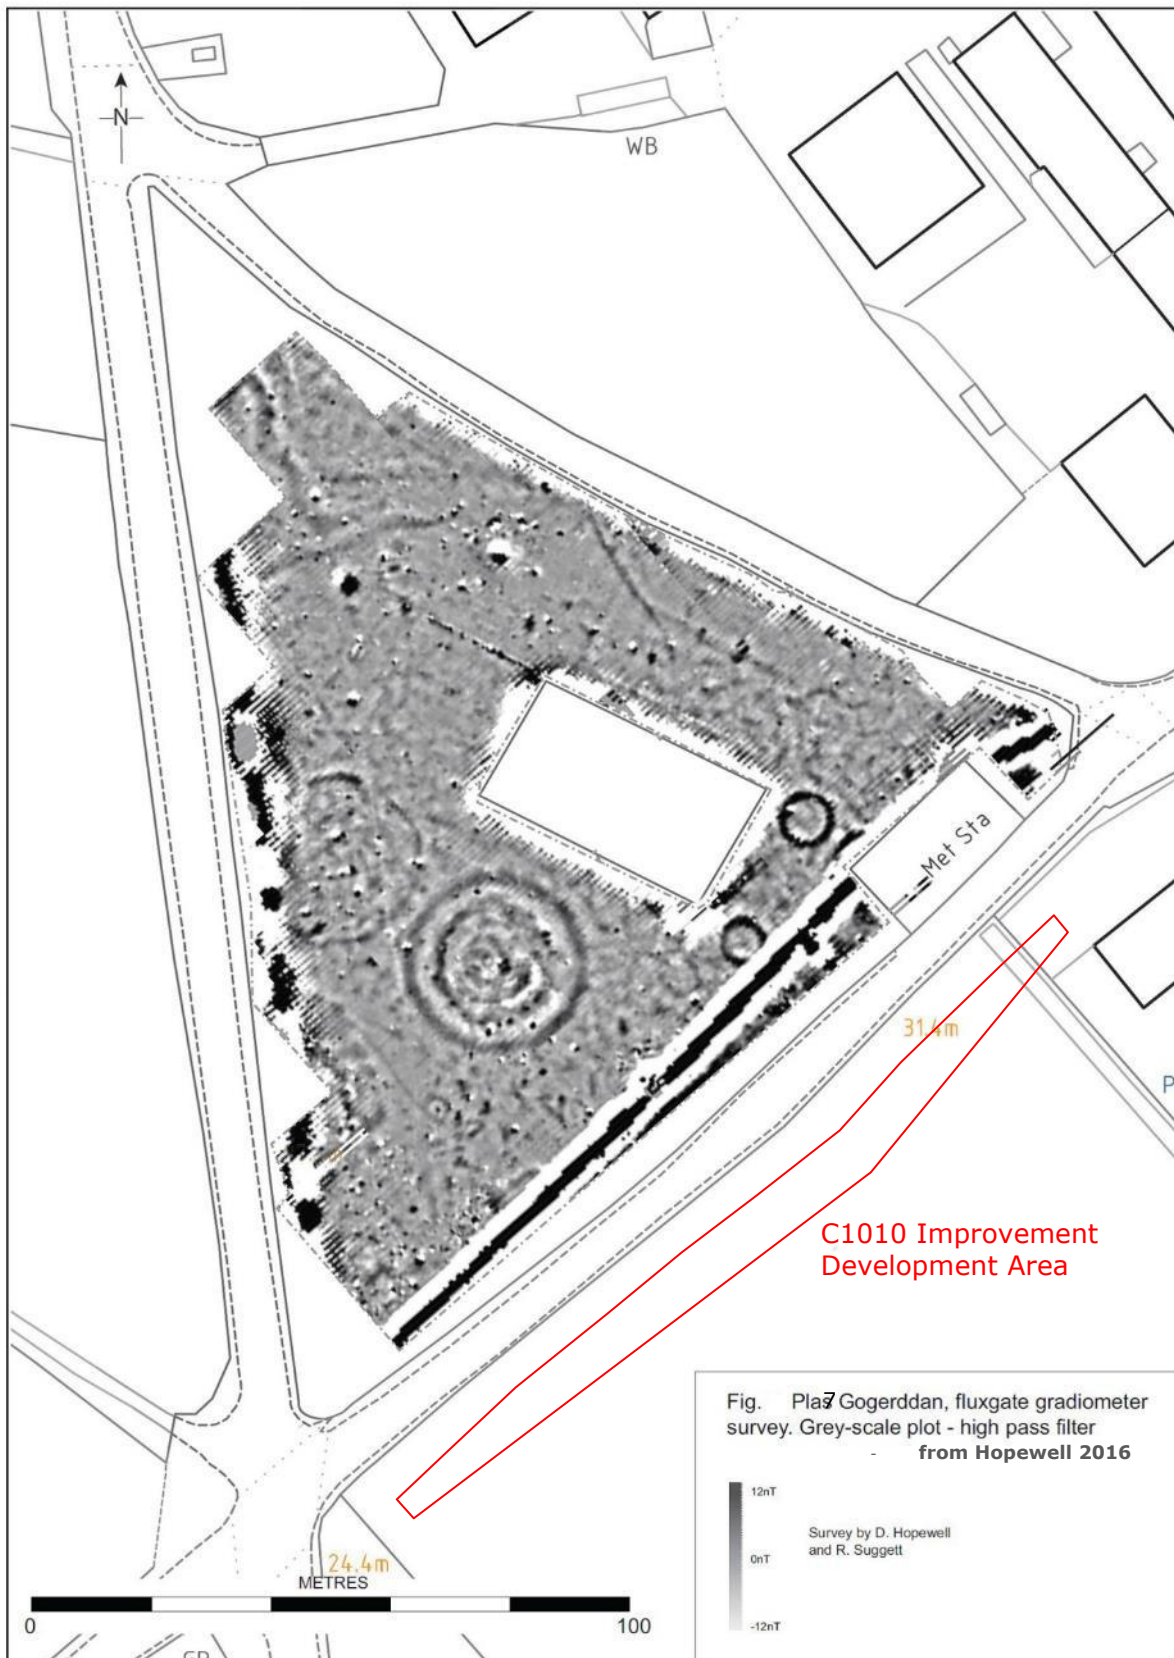 N
WB
Met Sta
31.4m
P
C1010 Improvement
Development Area
Fig. 7 Plas Gogerddan, fluxgate gradiometer
survey. Grey-scale plot - high pass filter
- from Hopewell 2016
12nT
0nT
-12nT
Survey by D. Hopewell
and R. Suggett
24.4m
METRES
0
100